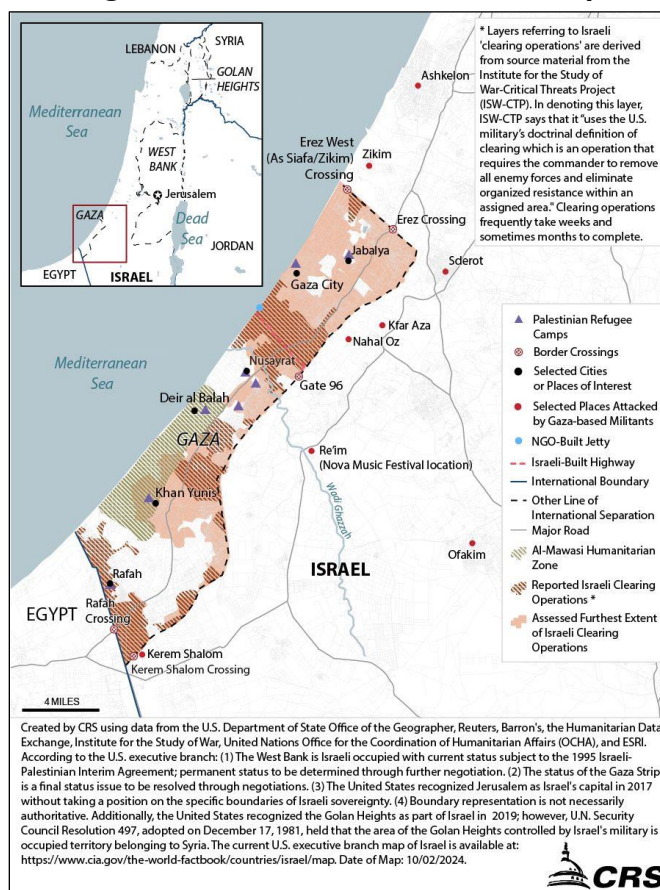 LEBANON
SYRIA
GOLAN
HEIGHTS
Mediterranean
Sea
WEST
BANK
Jerusalem
GAZA
Dead
Sea
JORDAN
EGYPT
ISRAEL
* Layers referring to Israeli
'clearing operations' are derived
from source material from the
Institute for the Study of
War-Critical Threats Project
(ISW-CTP). In denoting this layer,
ISW-CTP says that it "uses the U.S.
military's doctrinal definition of
clearing which is an operation that
requires the commander to remove
all enemy forces and eliminate
organized resistance within an
assigned area." Clearing operations
frequently take weeks and
sometimes months to complete.
Ashkelon
Erez West
(As Siafa/Zikim)
Crossing
Zikim
Erez Crossing
Jabalya
Sderot
Gaza City
Kfar Aza
Nahal Oz
Mediterranean
Sea
Nusayrat
Gate 96
Deir al Balah
GAZA
Re'im
(Nova Music Festival location)
Wadi Ghazzah
Khan Yunis
Ofakim
ISRAEL
Rafah
EGYPT
Rafah
Crossing
Kerem Shalom
Kerem Shalom Crossing
4 MILES
Palestinian Refugee
Camps
Border Crossings
Selected Cities
or Places of Interest
Selected Places Attacked
by Gaza-based Militants
NGO-Built Jetty
Israeli-Built Highway
International Boundary
Other Line of
International Separation
Major Road
Al-Mawasi Humanitarian
Zone
Reported Israeli Clearing
Operations *
Assessed Furthest Extent
of Israeli Clearing
Operations
Created by CRS using data from the U.S. Department of State Office of the Geographer, Reuters, Barron's, the Humanitarian Data
Exchange, Institute for the Study of War, United Nations Office for the Coordination of Humanitarian Affairs (OCHA), and ESRI.
According to the U.S. executive branch: (1) The West Bank is Israeli occupied with current status subject to the 1995 Israeli-
Palestinian Interim Agreement; permanent status to be determined through further negotiation. (2) The status of the Gaza Strip
is a final status issue to be resolved through negotiations. (3) The United States recognized Jerusalem as Israel's capital in 2017
without taking a position on the specific boundaries of Israeli sovereignty. (4) Boundary representation is not necessarily
authoritative. Additionally, the United States recognized the Golan Heights as part of Israel in 2019; however, U.N. Security
Council Resolution 497, adopted on December 17, 1981, held that the area of the Golan Heights controlled by Israel's military is
occupied territory belonging to Syria. The current U.S. executive branch map of Israel is available at:
https://www.cia.gov/the-world-factbook/countries/israel/map. Date of Map: 10/02/2024.
CRS